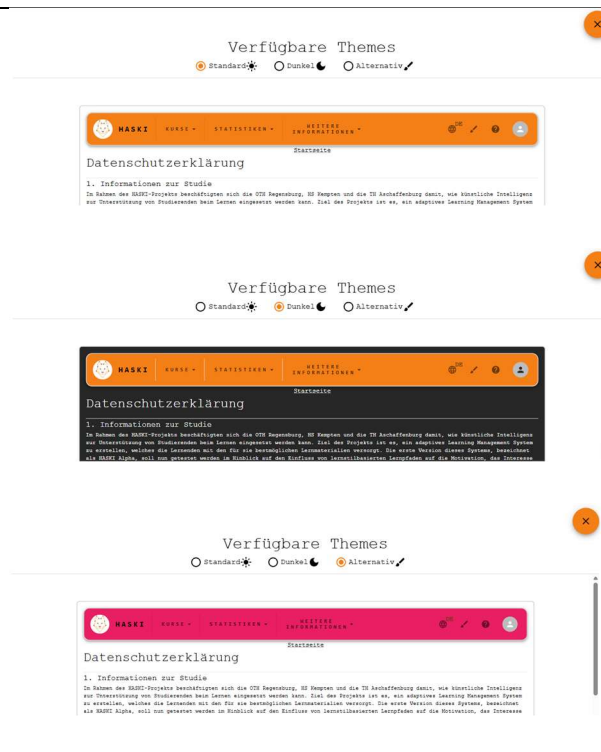 Verfügbare Themes
Standard Dunkel Alternativ
HASKI KURSE STATISTIKEN WEITERE INFORMATIONEN DE
Startseite
Datenschutzerklärung
1. Informationen zur Studie
Im Rahmen des HASKI-Projekts beschäftigten sich die OTH Regensburg, HS Kempten und die TH Aschaffenburg damit, wie künstliche Intelligenz
zur Unterstützung von Studierenden beim Lernen eingesetzt werden kann. Ziel des Projekts ist es, ein adaptives Learning Management System
Verfügbare Themes
Standard Dunkel Alternativ
HASKI KURSE STATISTIKEN WEITERE INFORMATIONEN DE
Startseite
Datenschutzerklärung
1. Informationen zur Studie
Im Rahmen des HASKI-Projekts beschäftigten sich die OTH Regensburg, HS Kempten und die TH Aschaffenburg damit, wie künstliche Intelligenz
zur Unterstützung von Studierenden beim Lernen eingesetzt werden kann. Ziel des Projekts ist es, ein adaptives Learning Management System
zu erstellen, welches die Lernenden mit den für sie bestmöglichen Lernmaterialien versorgt. Die erste Version dieses Systems, bezeichnet
als HASKI Alpha, soll nun getestet werden im Hinblick auf den Einfluss von lernstilbasierten Lernpfaden auf die Motivation, das Interesse
Verfügbare Themes
Standard Dunkel Alternativ
HASKI KURSE STATISTIKEN WEITERE INFORMATIONEN DE
Startseite
Datenschutzerklärung
1. Informationen zur Studie
Im Rahmen des HASKI-Projekts beschäftigten sich die OTH Regensburg, HS Kempten und die TH Aschaffenburg damit, wie künstliche Intelligenz
zur Unterstützung von Studierenden beim Lernen eingesetzt werden kann. Ziel des Projekts ist es, ein adaptives Learning Management System
zu erstellen, welches die Lernenden mit den für sie bestmöglichen Lernmaterialien versorgt. Die erste Version dieses Systems, bezeichnet
als HASKI Alpha, soll nun getestet werden im Hinblick auf den Einfluss von lernstilbasierten Lernpfaden auf die Motivation, das Interesse